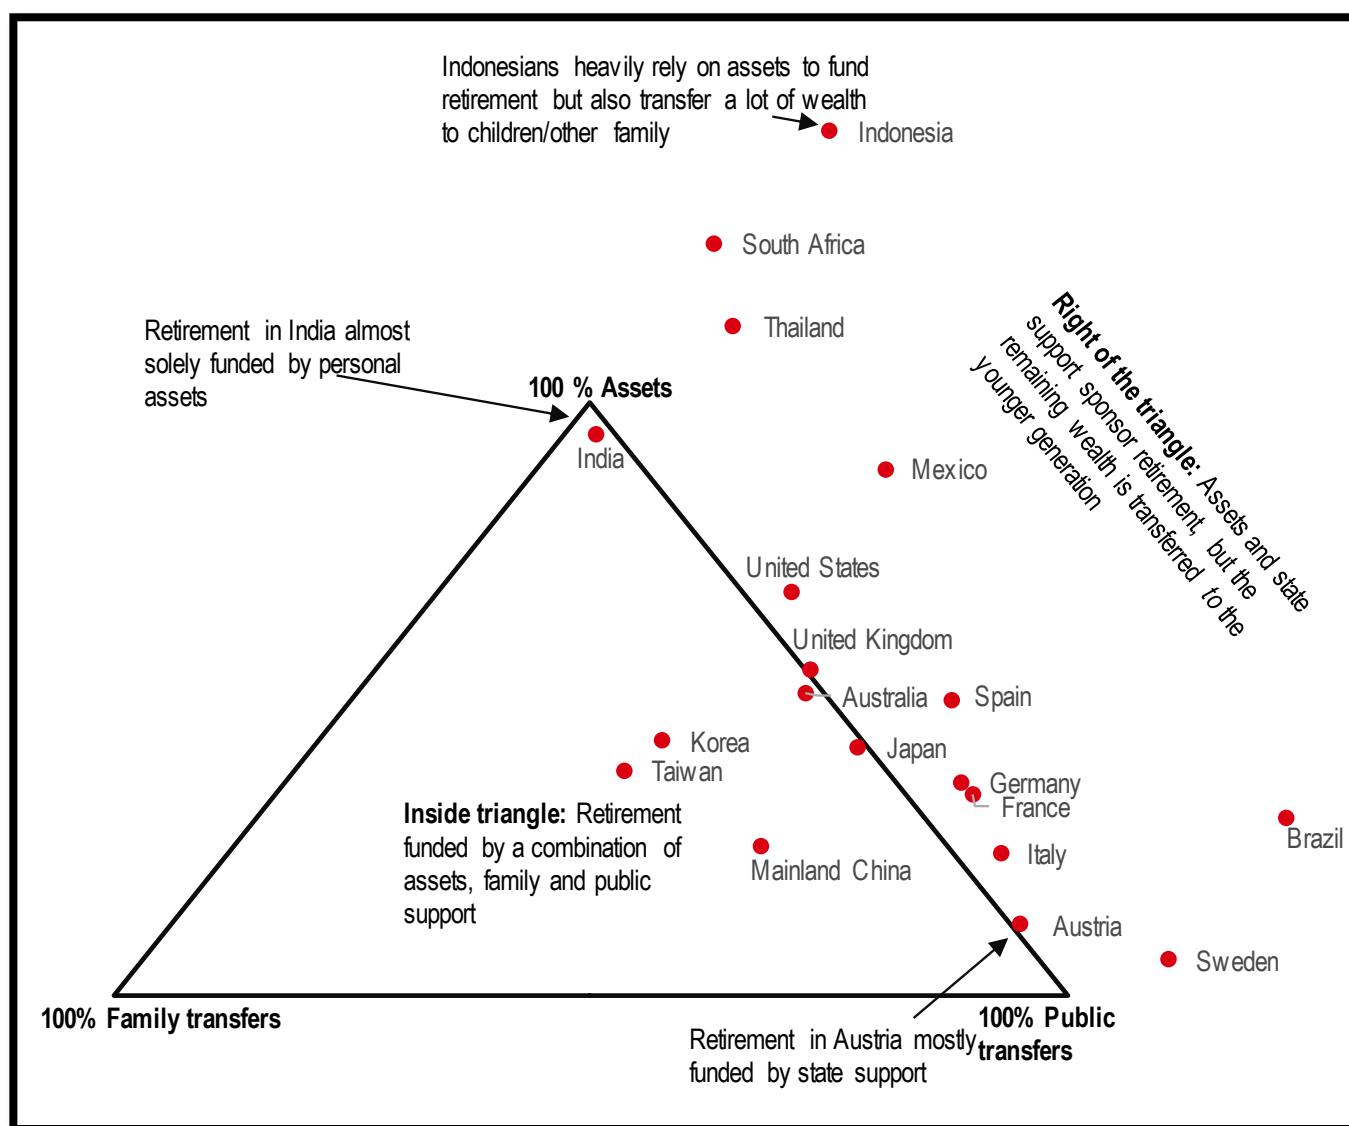 Indonesians heavily rely on assets to fund
retirement but also transfer a lot of wealth
to children/other family
Indonesia
South Africa
Thailand
Retirement in India almost
solely funded by personal
assets
100 % Assets
India
Mexico
Right of the triangle: Assets and state
support sponsor retirement, but the
remaining wealth is transferred to the
younger generation
United States
United Kingdom
Australia
Spain
Korea
Japan
Taiwan
Germany
France
Inside triangle: Retirement
funded by a combination of
assets, family and public
support
Brazil
Mainland China
Italy
Austria
Sweden
100% Family transfers
100% Public
transfers
Retirement in Austria mostly
funded by state support